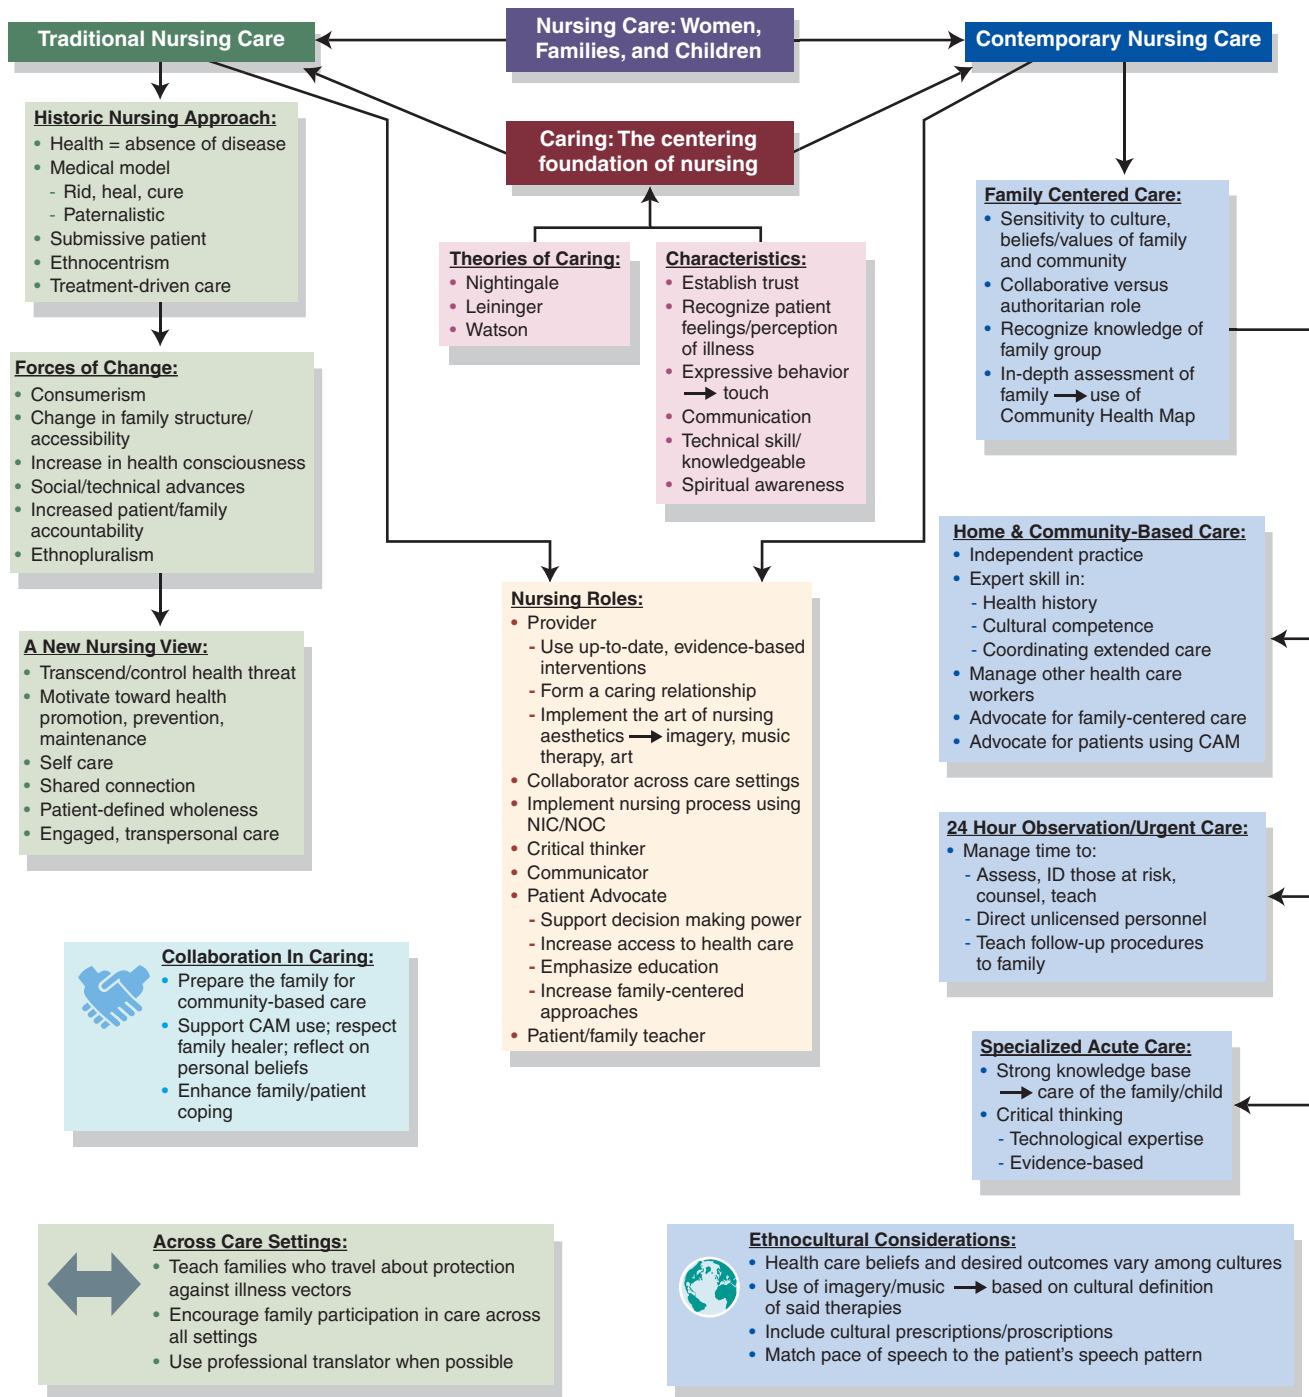 Traditional Nursing Care
Nursing Care: Women,
Families, and Children
Contemporary Nursing Care
Historic Nursing Approach:
• Health = absence of disease
• Medical model
- Rid, heal, cure
- Paternalistic
• Submissive patient
• Ethnocentrism
• Treatment-driven care
Forces of Change:
• Consumerism
• Change in family structure/
accessibility
• Increase in health consciousness
• Social/technical advances
• Increased patient/family
accountability
• Ethnopluralism
A New Nursing View:
• Transcend/control health threat
• Motivate toward health
promotion, prevention,
maintenance
• Self care
• Shared connection
• Patient-defined wholeness
• Engaged, transpersonal care
Caring: The centering
foundation of nursing
Theories of Caring:
• Nightingale
• Leininger
• Watson
Characteristics:
• Establish trust
• Recognize patient
feelings/perception
of illness
• Expressive behavior
→ touch
• Communication
• Technical skill/
knowledgeable
• Spiritual awareness
Nursing Roles:
• Provider
- Use up-to-date, evidence-based
interventions
- Form a caring relationship
- Implement the art of nursing
aesthetics → imagery, music
therapy, art
• Collaborator across care settings
• Implement nursing process using
NIC/NOC
• Critical thinker
• Communicator
• Patient Advocate
- Support decision making power
- Increase access to health care
- Emphasize education
- Increase family-centered
approaches
• Patient/family teacher
Family Centered Care:
• Sensitivity to culture,
beliefs/values of family
and community
• Collaborative versus
authoritarian role
• Recognize knowledge of
family group
• In-depth assessment of
family → use of
Community Health Map
Home & Community-Based Care:
• Independent practice
• Expert skill in:
- Health history
- Cultural competence
- Coordinating extended care
• Manage other health care
workers
• Advocate for family-centered care
• Advocate for patients using CAM
24 Hour Observation/Urgent Care:
• Manage time to:
- Assess, ID those at risk,
counsel, teach
- Direct unlicensed personnel
- Teach follow-up procedures
to family
Specialized Acute Care:
• Strong knowledge base
→ care of the family/child
• Critical thinking
- Technological expertise
- Evidence-based
Collaboration In Caring:
• Prepare the family for
community-based care
• Support CAM use; respect
family healer; reflect on
personal beliefs
• Enhance family/patient
coping
Across Care Settings:
• Teach families who travel about protection
against illness vectors
• Encourage family participation in care across
all settings
• Use professional translator when possible
Ethnocultural Considerations:
• Health care beliefs and desired outcomes vary among cultures
• Use of imagery/music → based on cultural definition
of said therapies
• Include cultural prescriptions/proscriptions
• Match pace of speech to the patient's speech pattern